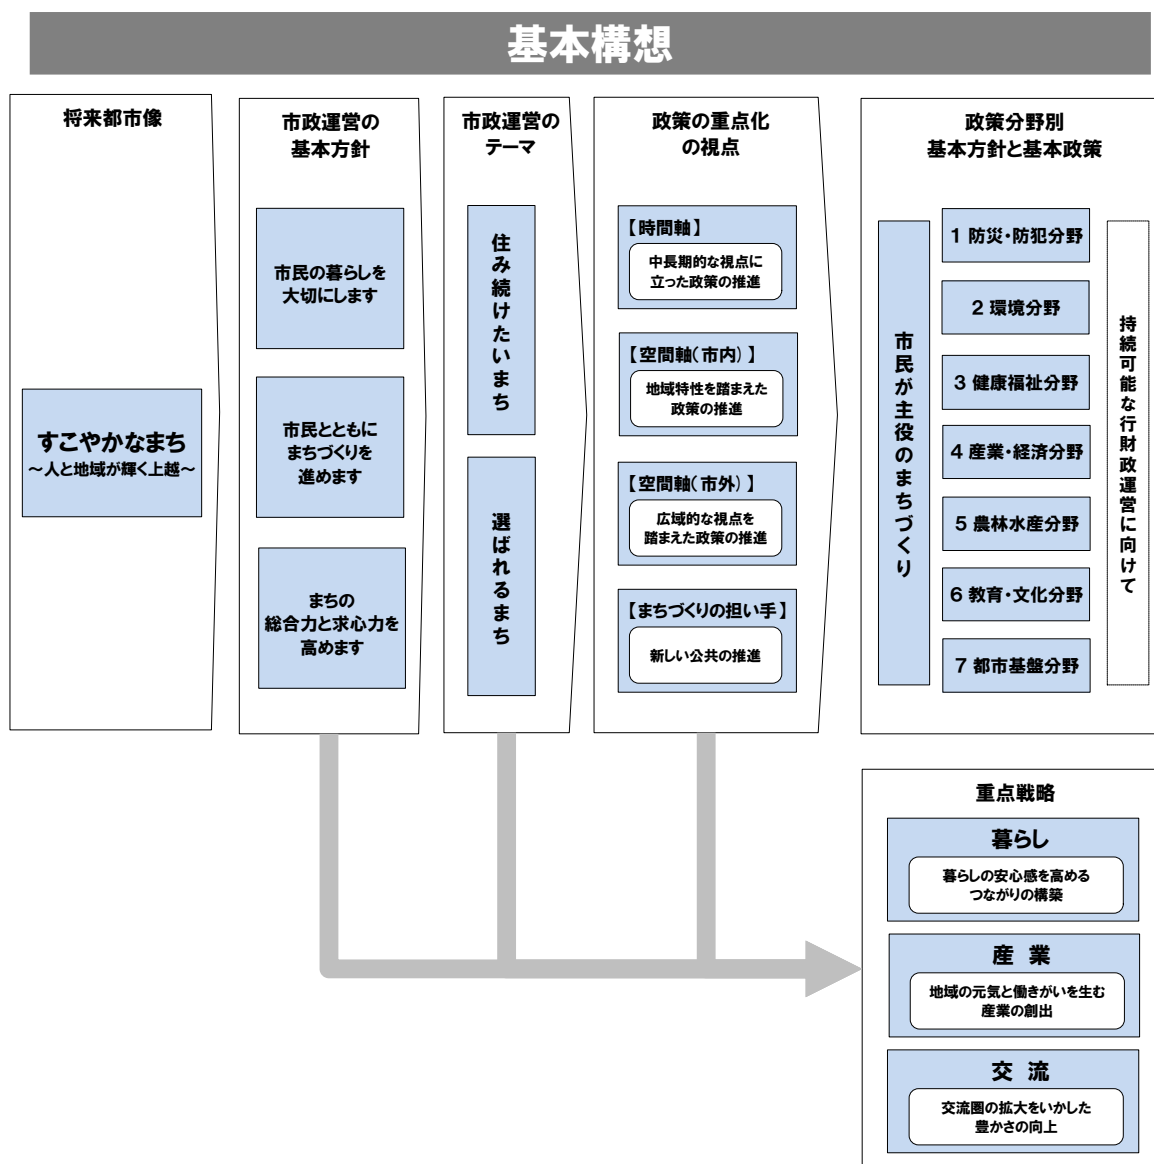 基本構想
将来都市像
すこやかなまち
～人と地域が輝く上越～
市政運営の
基本方針
市民の暮らしを
大切にします
市民とともに
まちづくりを
進めます
まちの
総合力と求心力を
高めます
市政運営の
テーマ
住み続けたいまち
選ばれるまち
政策の重点化
の視点
【時間軸】
中長期的な視点に
立った政策の推進
【空間軸（市内）】
地域特性を踏まえた
政策の推進
【空間軸（市外）】
広域的な視点を
踏まえた政策の推進
【まちづくりの担い手】
新しい公共の推進
政策分野別
基本方針と基本政策
市民が主役のまちづくり
1 防災・防犯分野
2 環境分野
3 健康福祉分野
4 産業・経済分野
5 農林水産分野
6 教育・文化分野
7 都市基盤分野
持続可能な行財政運営に向けて
重点戦略
暮らし
暮らしの安心感を高める
つながりの構築
産 業
地域の元気と働きがいを生む
産業の創出
交 流
交流圏の拡大をいかした
豊かさの向上